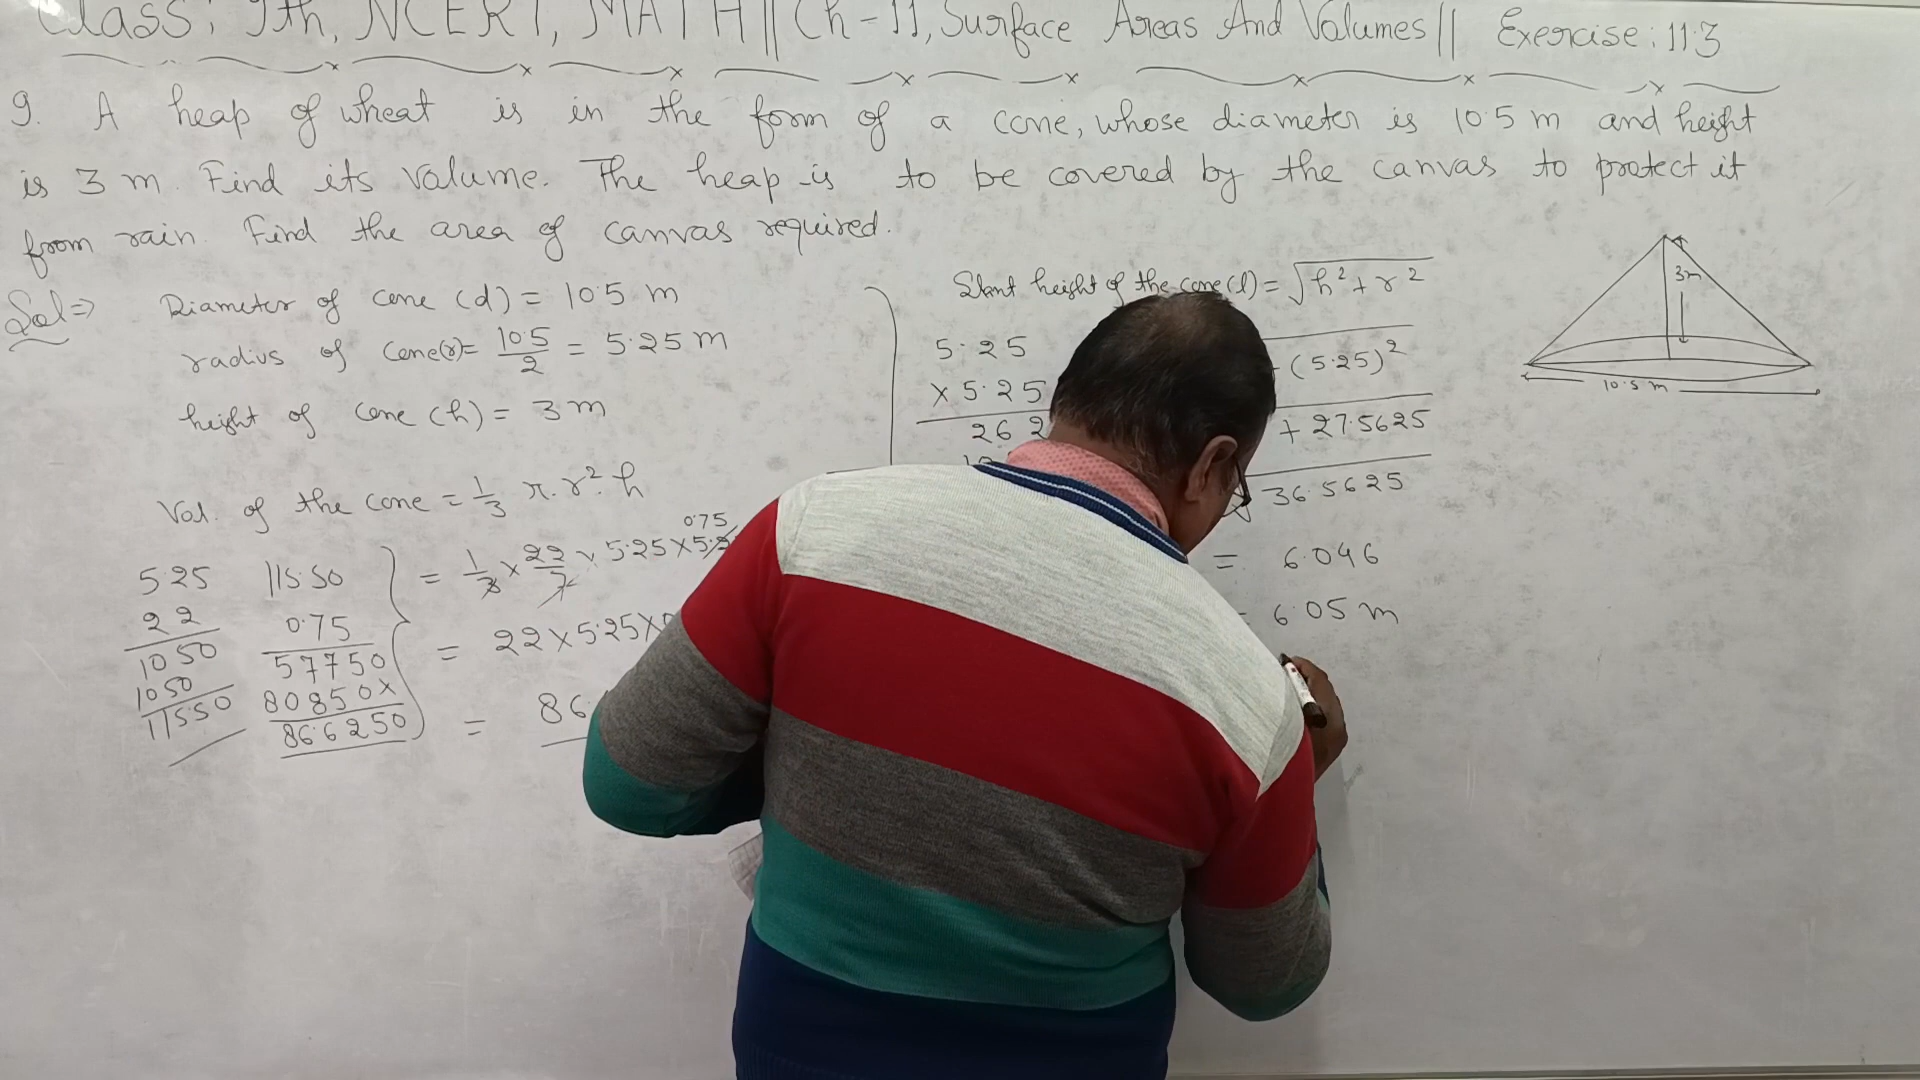 Class: 9th, NCERT, MATH || Ch-11, Surface Areas And Volumes || Exercise: 11.3
9. A heap of wheat is in the form of a cone, whose diameter is 10.5 m and height
is 3 m. Find its volume. The heap is to be covered by the canvas to protect it
from rain. Find the area of canvas required.
Sol ⇒ Diameter of cone (d) = 10.5 m
radius of cone(r) = 10.5/2 = 5.25 m
height of cone (h) = 3 m
Vol. of the cone = 1/3 π.r².h
0.75
= 1/3 × 22/7 × 5.25 × 5.2
= 22 × 5.25 ×
= 86.
5.25
22
1050
1050
115.50
115.50
0.75
57750
80850×
86.6250
Slant height of the cone (l) = √h² + r²
(5.25)²
+ 27.5625
36.5625
= 6.046
= 6.05 m
5.25
× 5.25
262
3m
10.5 m